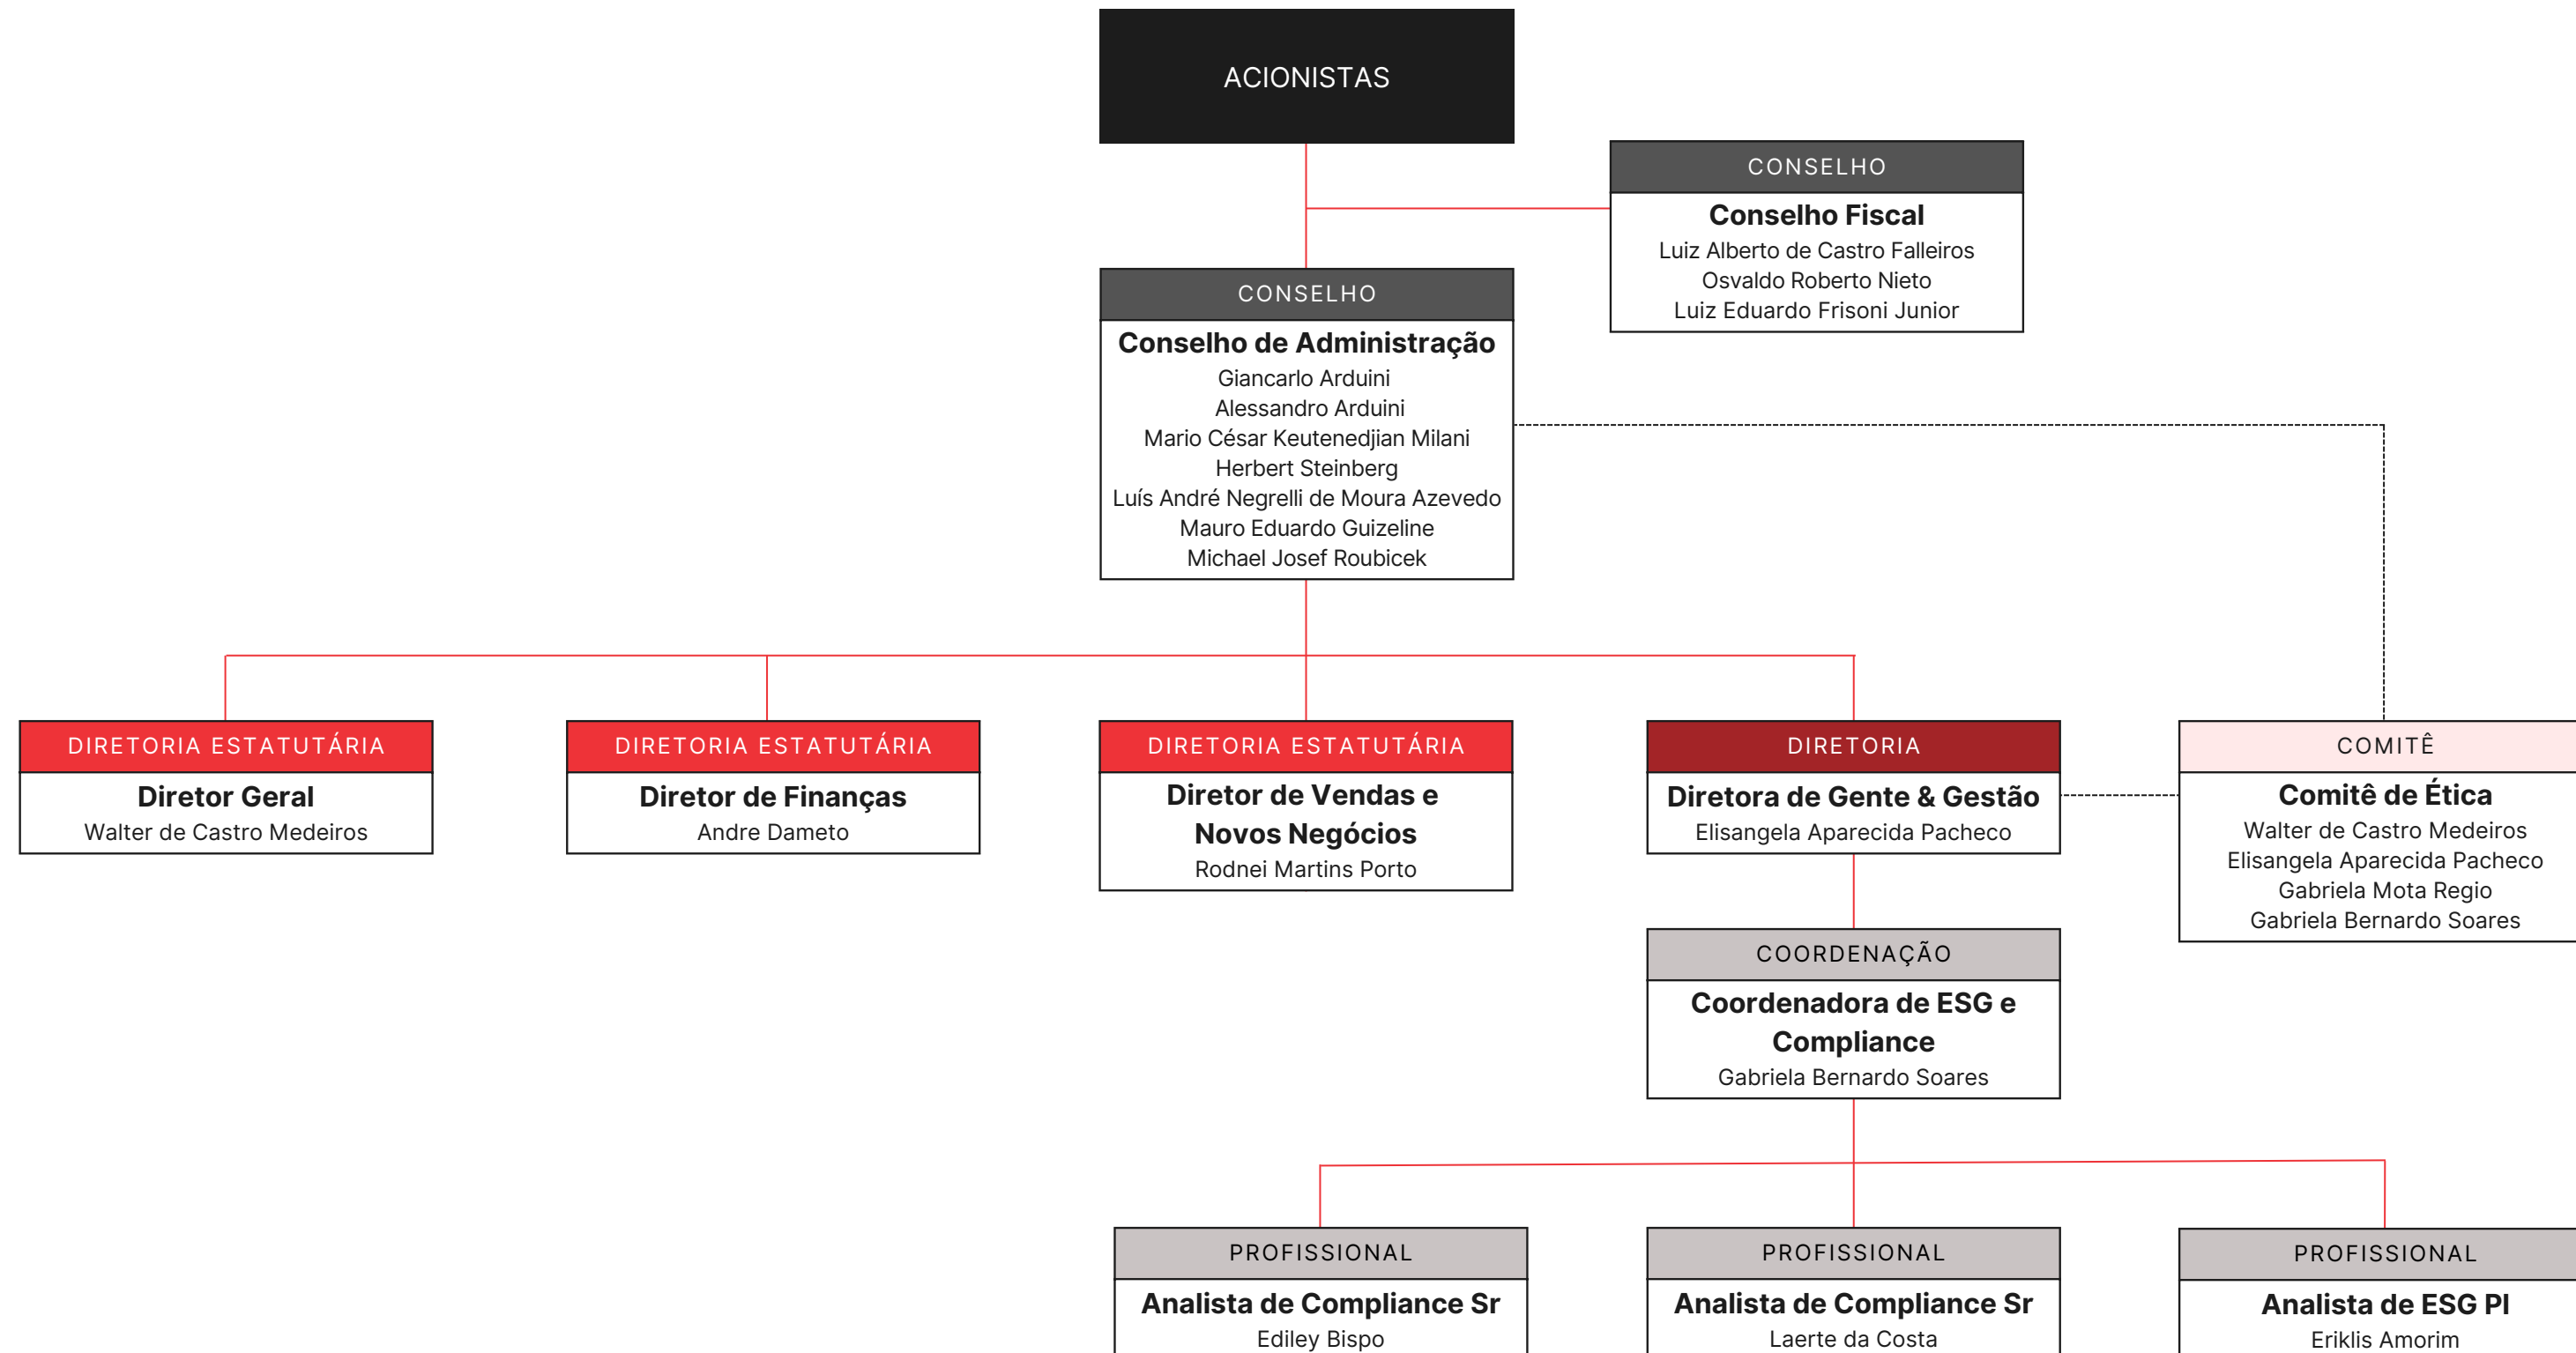 ACIONISTAS
CONSELHO
Conselho Fiscal
Luiz Alberto de Castro Falleiros
Osvaldo Roberto Nieto
Luiz Eduardo Frisoni Junior
CONSELHO
Conselho de Administração
Giancarlo Arduini
Alessandro Arduini
Mario César Keutenedjian Milani
Herbert Steinberg
Luís André Negrelli de Moura Azevedo
Mauro Eduardo Guizeline
Michael Josef Roubicek
DIRETORIA ESTATUTÁRIA
Diretor Geral
Walter de Castro Medeiros
DIRETORIA ESTATUTÁRIA
Diretor de Finanças
Andre Dameto
DIRETORIA ESTATUTÁRIA
Diretor de Vendas e
Novos Negócios
Rodnei Martins Porto
DIRETORIA
Diretora de Gente & Gestão
Elisangela Aparecida Pacheco
COMITÊ
Comitê de Ética
Walter de Castro Medeiros
Elisangela Aparecida Pacheco
Gabriela Mota Regio
Gabriela Bernardo Soares
COORDENAÇÃO
Coordenadora de ESG e
Compliance
Gabriela Bernardo Soares
PROFISSIONAL
Analista de Compliance Sr
Ediley Bispo
PROFISSIONAL
Analista de Compliance Sr
Laerte da Costa
PROFISSIONAL
Analista de ESG Pl
Eriklis Amorim